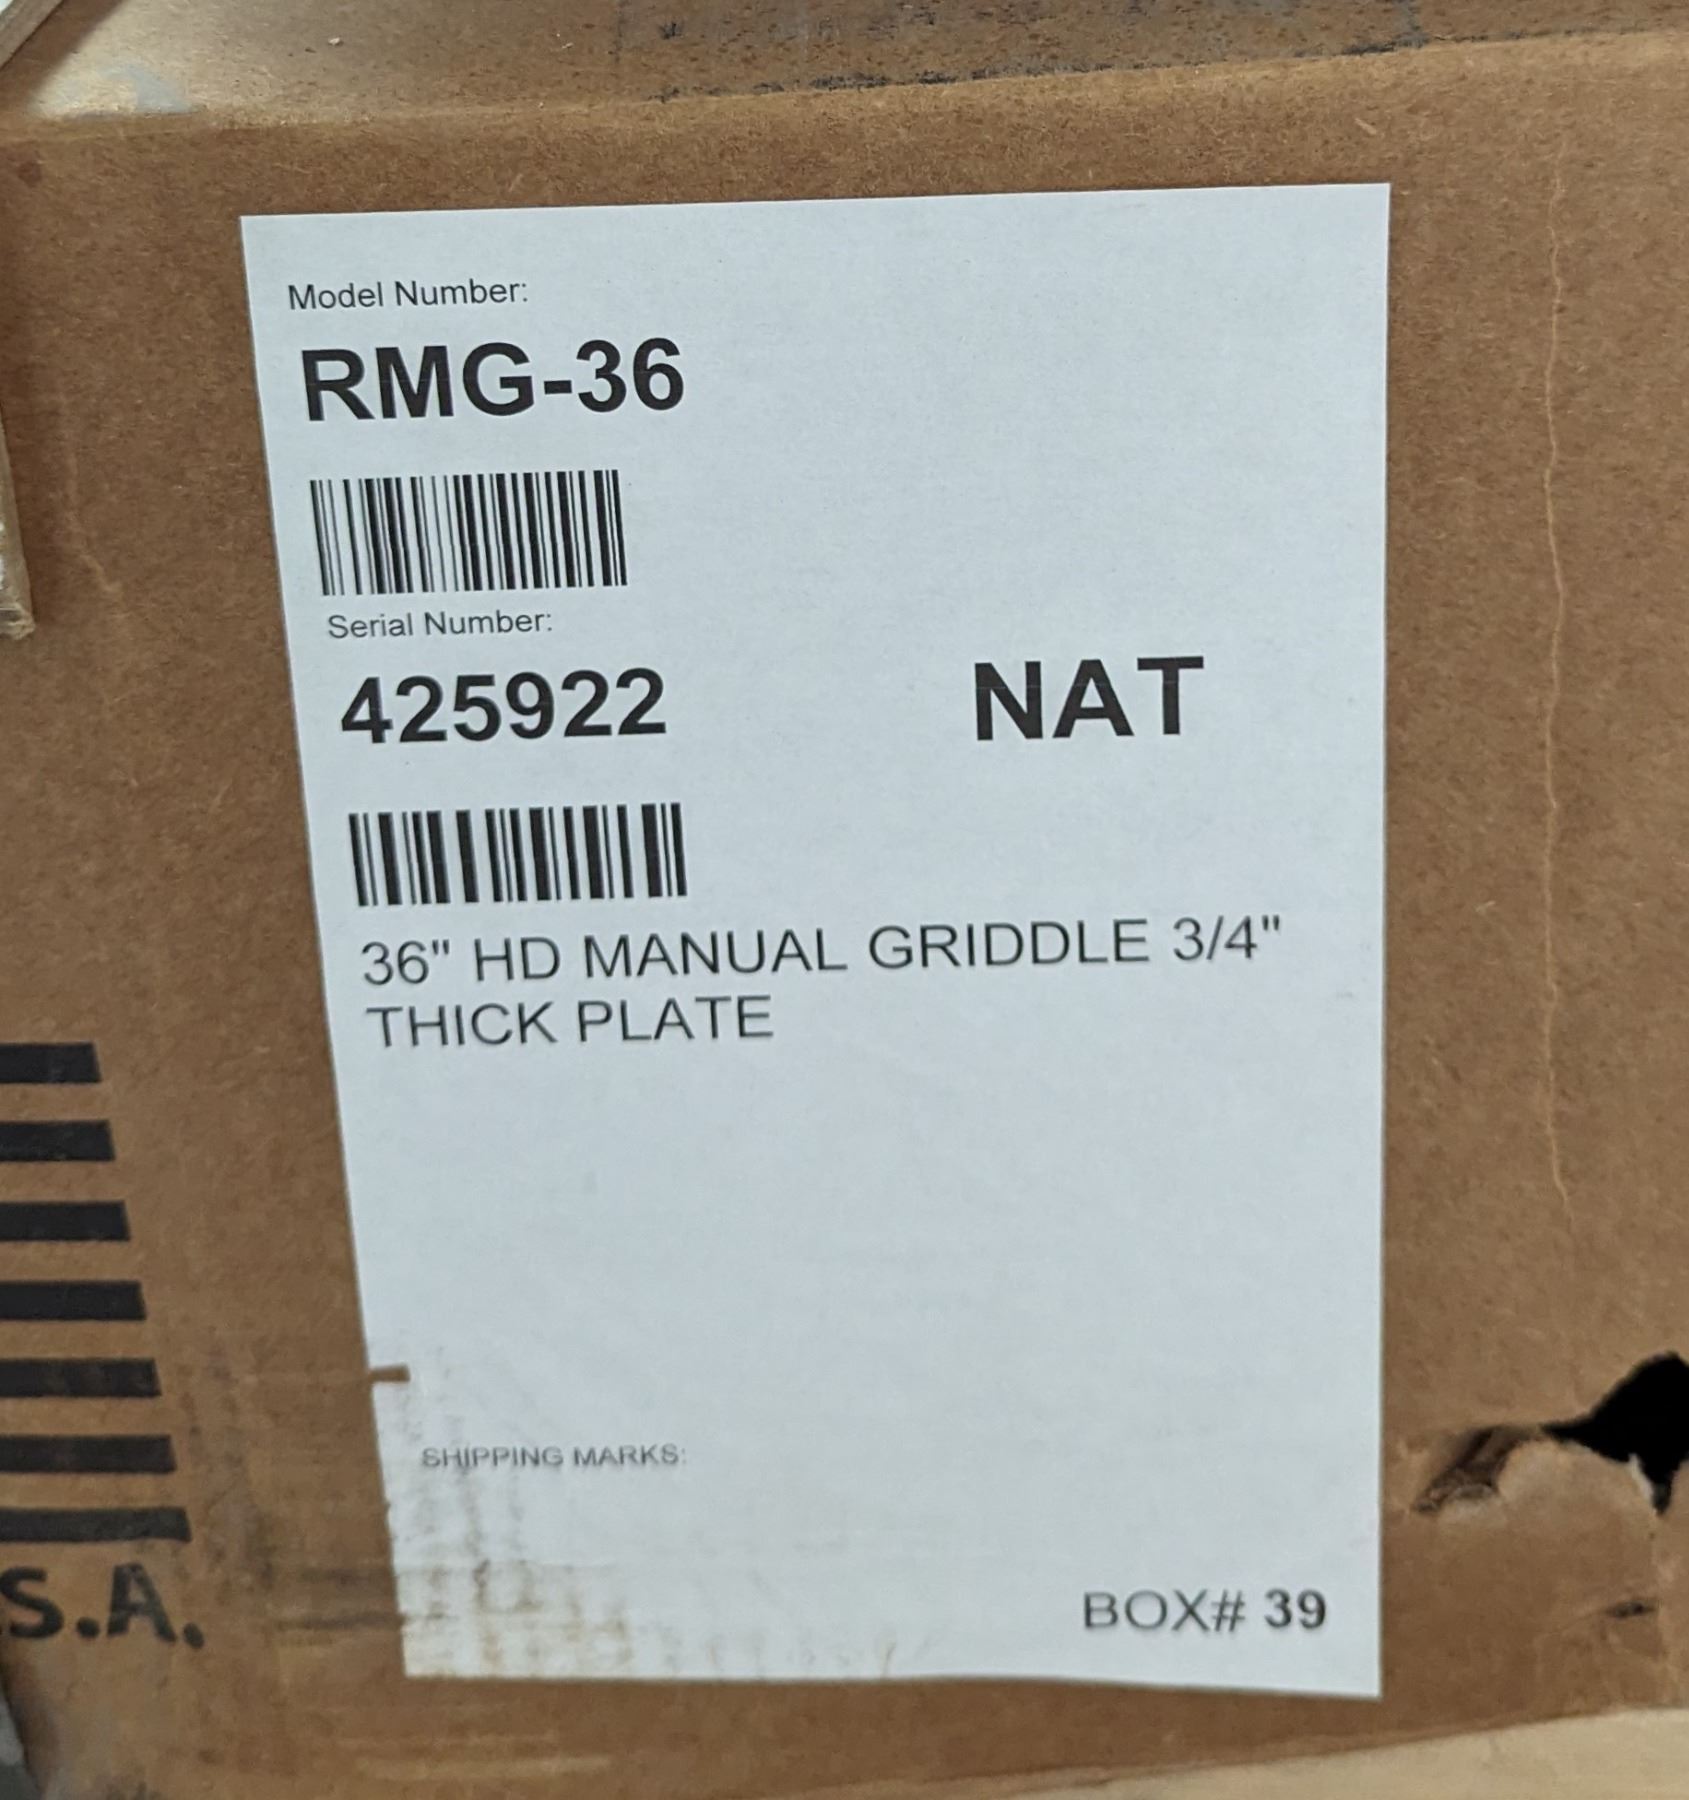 Model Number:
RMG-36
Serial Number:
425922
NAT
36" HD MANUAL GRIDDLE 3/4"
THICK PLATE
SHIPPING MARKS:
BOX# 39
S.A.